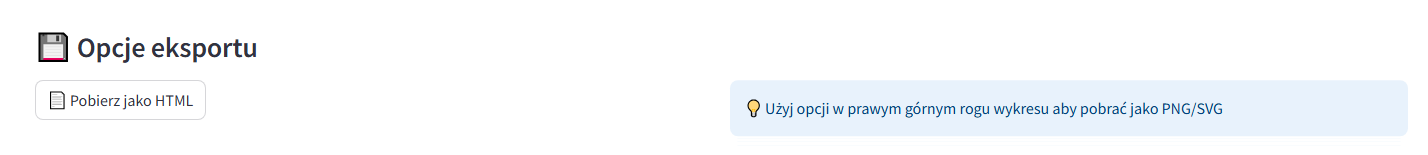 Opcje eksportu
Pobierz jako HTML
Użyj opcji w prawym górnym rogu wykresu aby pobrać jako PNG/SVG